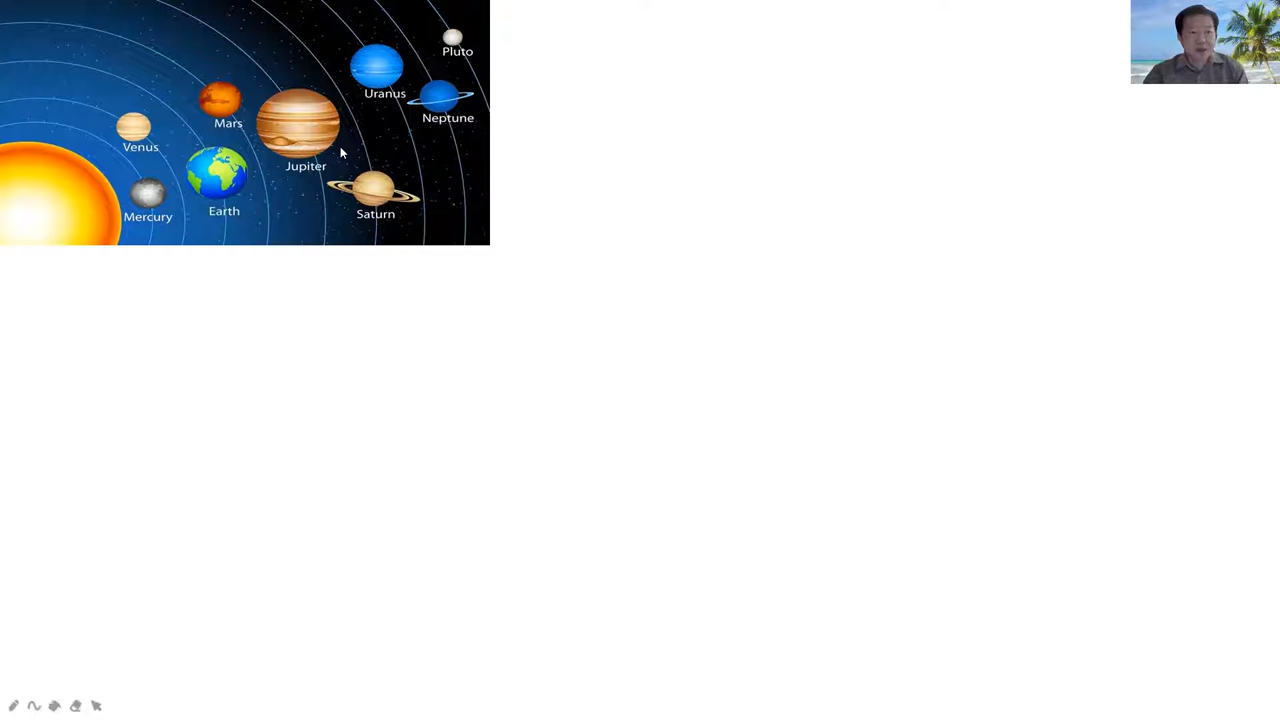 Pluto
Uranus
Neptune
Mars
Venus
Jupiter
Earth
Mercury
Saturn